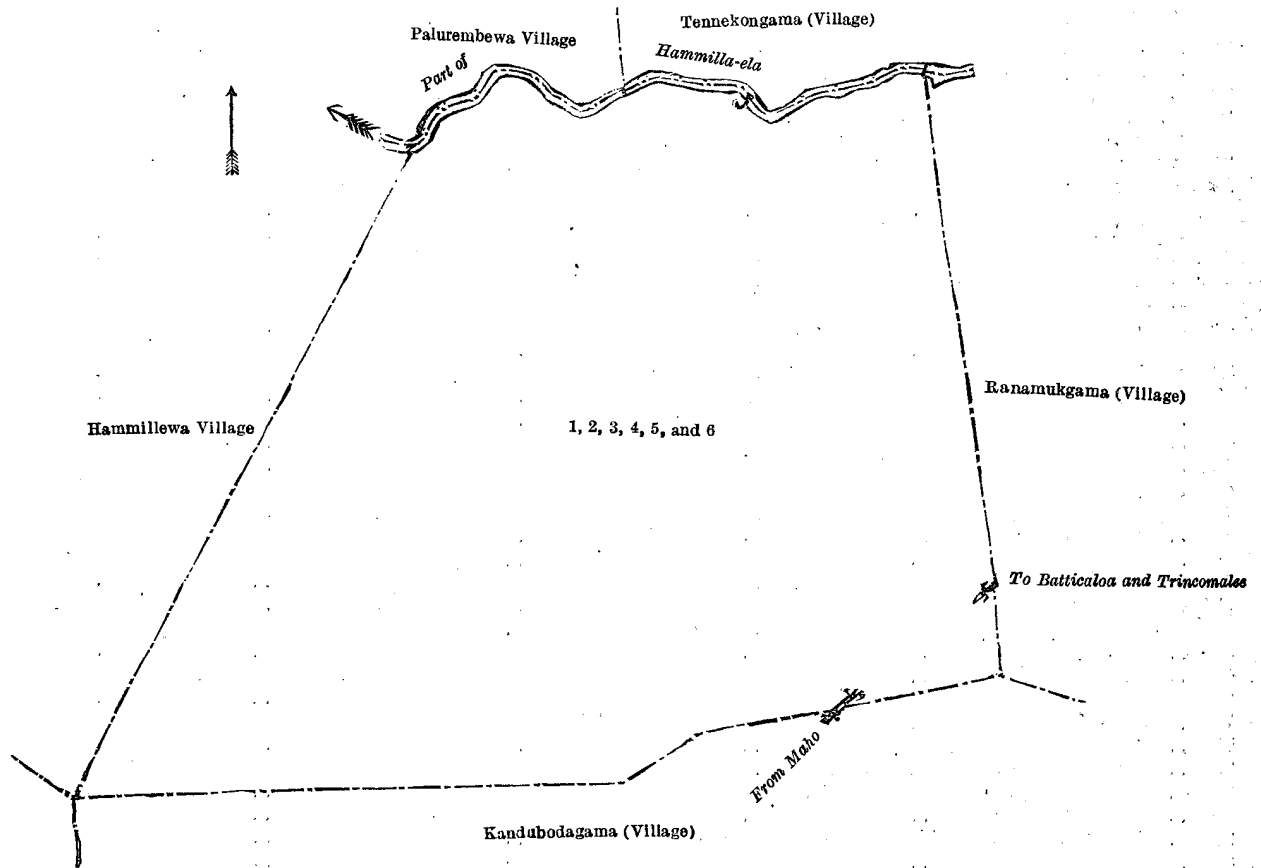 Tennekongama (Village)
Palurembewa Village
Part of
Hammilla-ela
Ranamukgama (Village)
Hammillewa Village
1, 2, 3, 4, 5, and 6
To Batticaloa and Trincomalee
From Maho
Kandubodagama (Village)